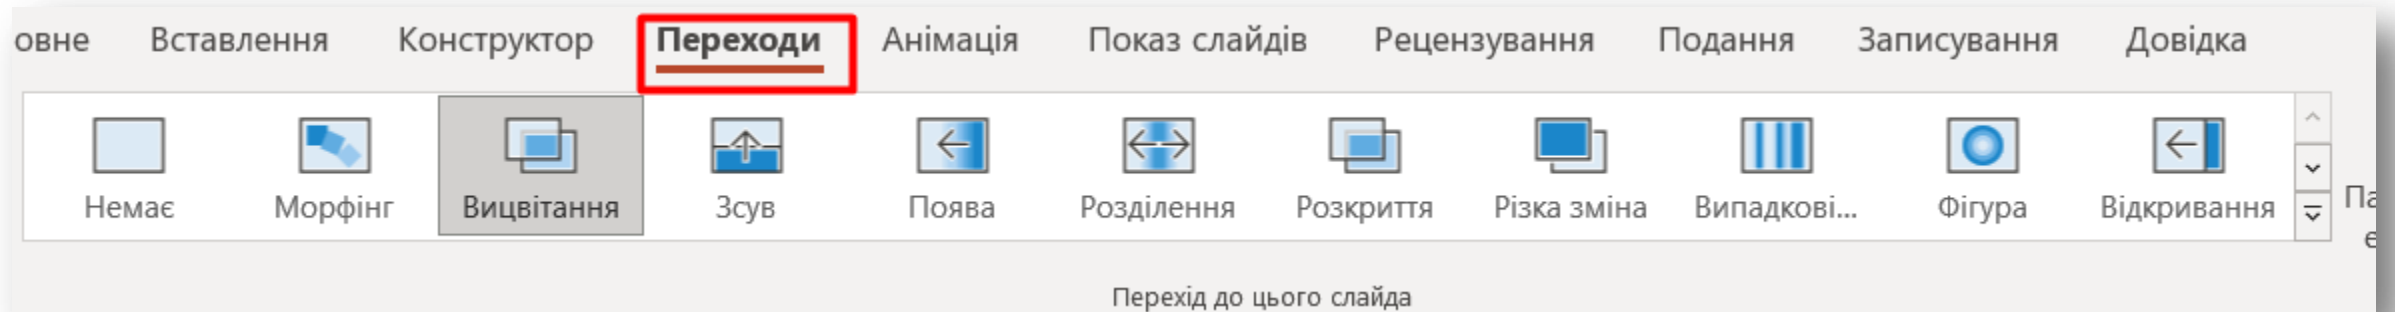 овне Вставлення Конструктор Переходи Анімація Показ слайдів Рецензування Подання Записування Довідка
Немає Морфінг Вицвітання Зсув Поява Розділення Розкриття Різка зміна Випадкові... Фігура Відкривання
Перехід до цього слайда